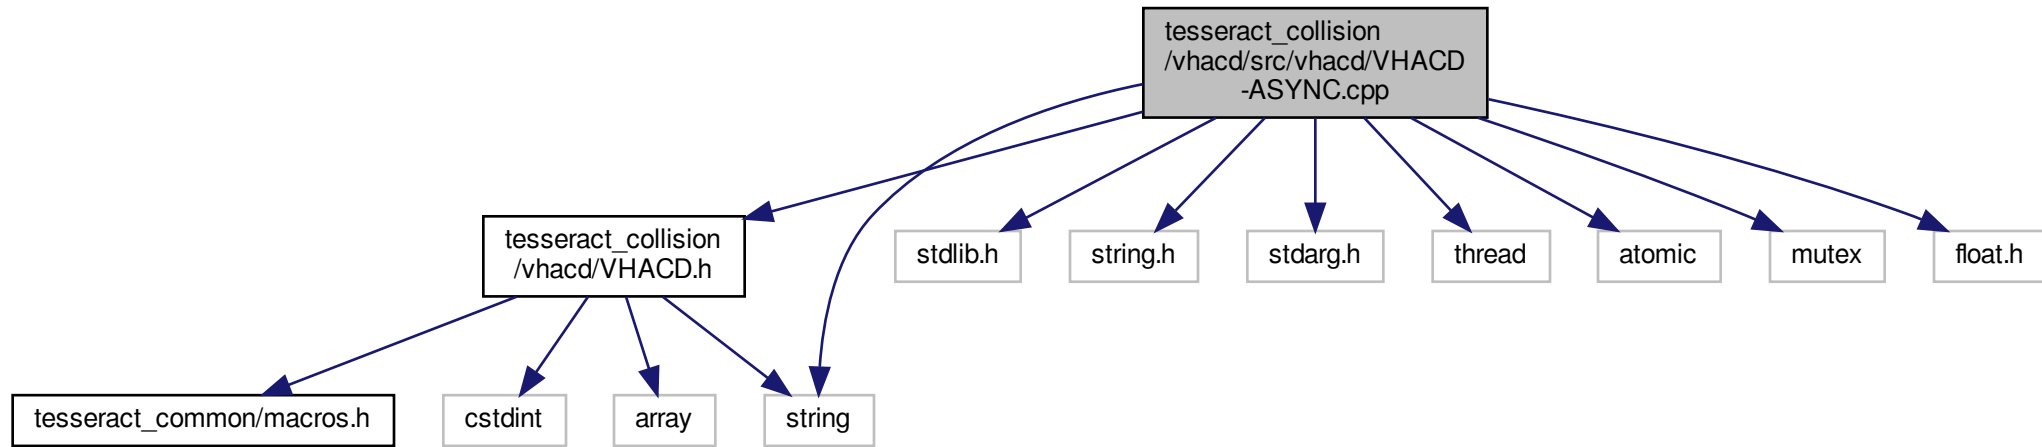 tesseract_collision
/vhacd/src/vhacd/VHACD
-ASYNC.cpp
tesseract_collision
/vhacd/VHACD.h
stdlib.h
string.h
stdarg.h
thread
atomic
mutex
float.h
tesseract_common/macros.h
cstdint
array
string